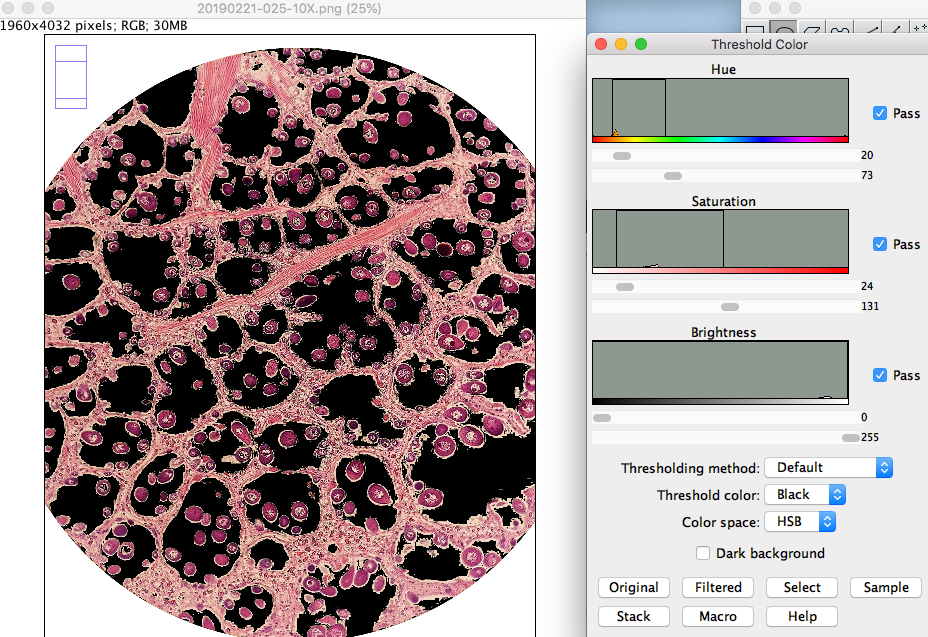 20190221-025-10X.png (25%)
1960x4032 pixels; RGB; 30MB
Threshold Color
Hue
Pass
20
73
Saturation
Pass
24
131
Brightness
Pass
0
255
Thresholding method: Default
Threshold color: Black
Color space: HSB
Dark background
Original Filtered Select Sample
Stack Macro Help